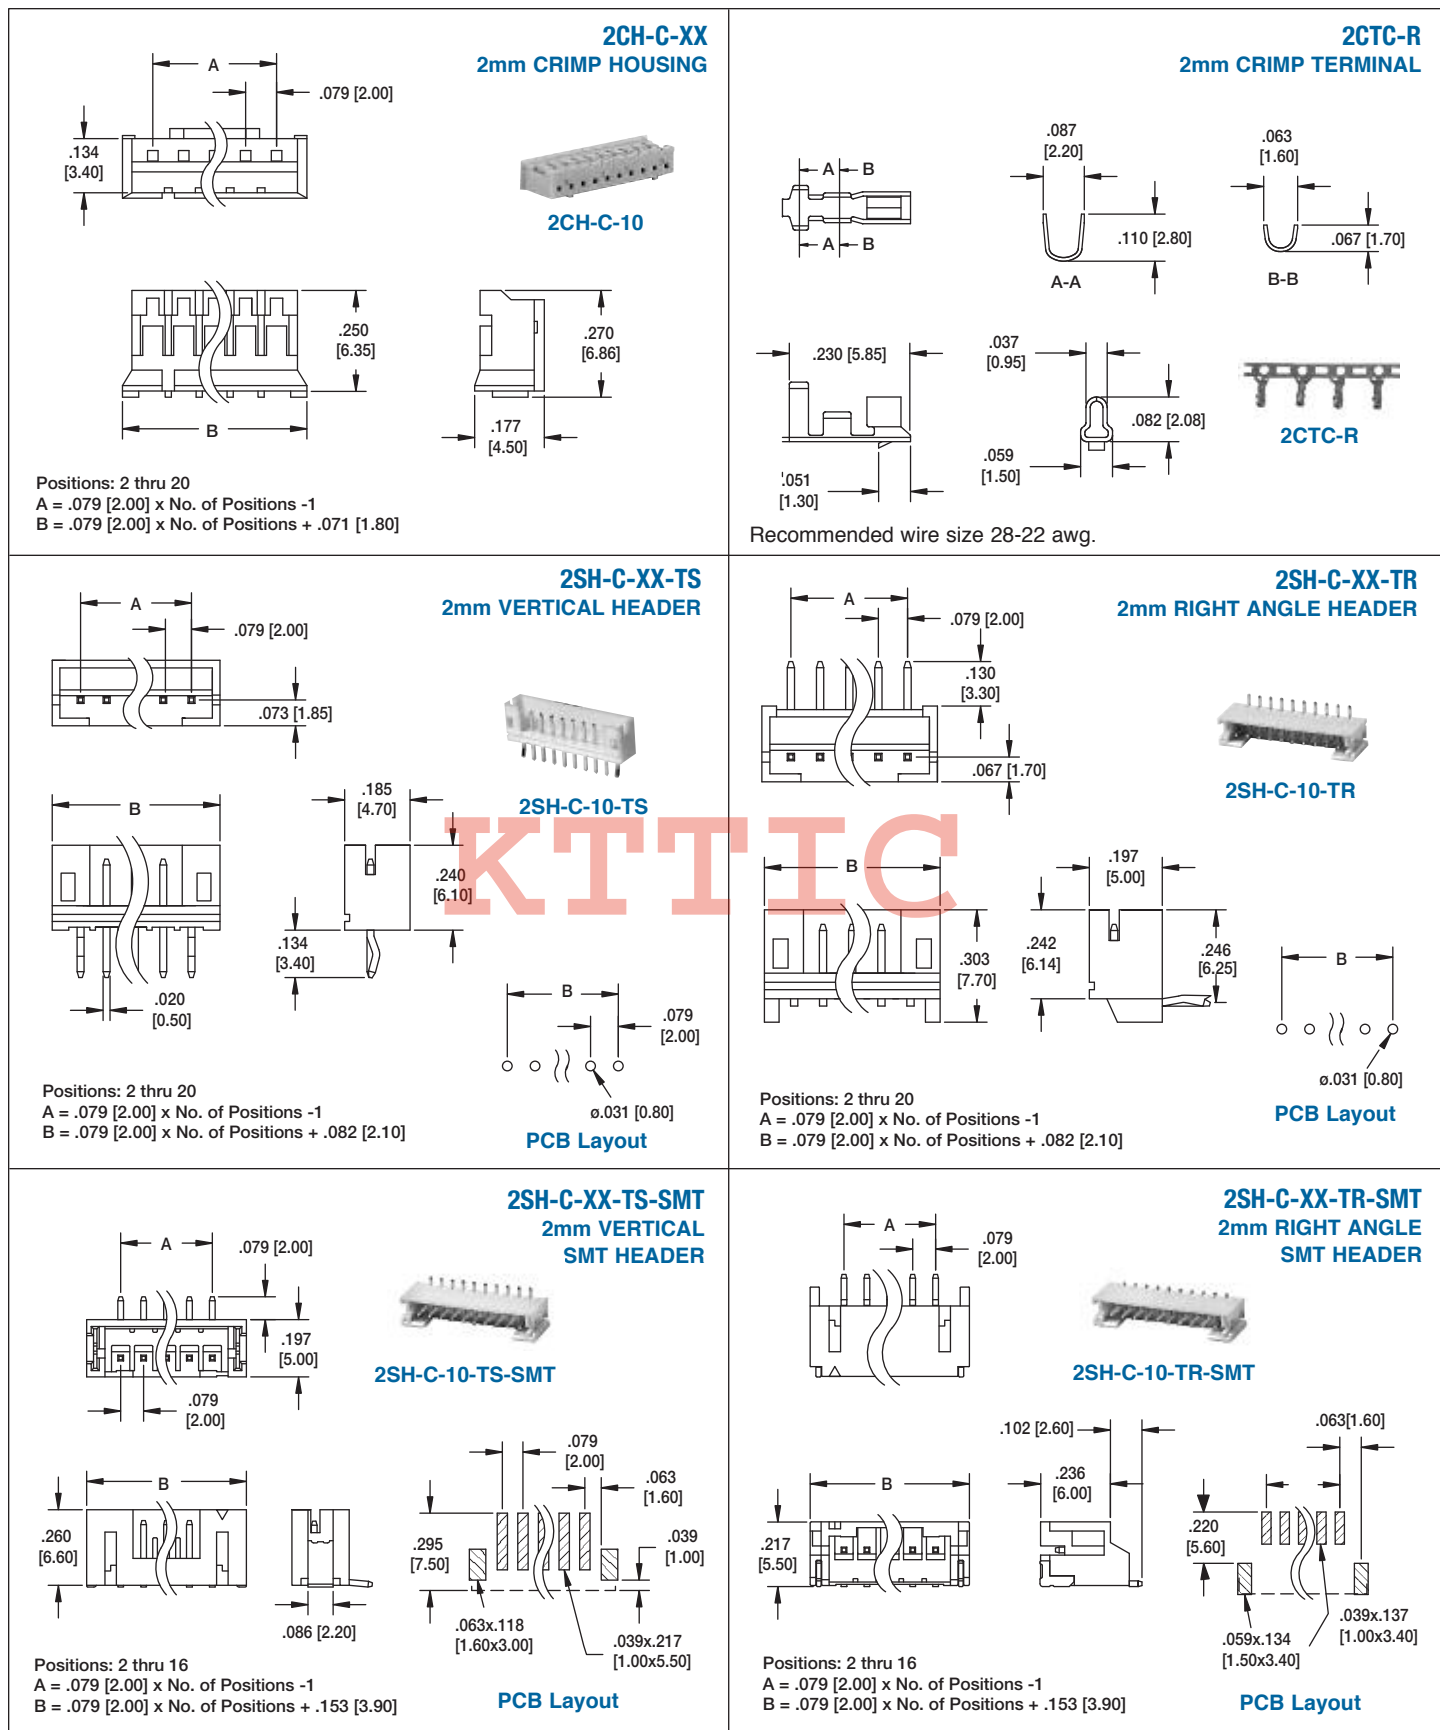 2CH-C-XX
2mm CRIMP HOUSING
A
.079 [2.00]
.134
[3.40]
2CH-C-10
.250
[6.35]
.270
[6.86]
B
.177
[4.50]
Positions: 2 thru 20
A = .079 [2.00] x No. of Positions -1
B = .079 [2.00] x No. of Positions + .071 [1.80]
2CTC-R
2mm CRIMP TERMINAL
.087
[2.20]
.063
[1.60]
A B
A B
.110 [2.80]
.067 [1.70]
A-A
B-B
.230 [5.85]
.037
[0.95]
.082 [2.08]
2CTC-R
.059
[1.50]
.051
[1.30]
Recommended wire size 28-22 awg.
2SH-C-XX-TS
2mm VERTICAL HEADER
A
.079 [2.00]
.073 [1.85]
2SH-C-10-TS
B
.185
[4.70]
.240
[6.10]
.134
[3.40]
.020
[0.50]
B
.079
[2.00]
ø.031 [0.80]
PCB Layout
Positions: 2 thru 20
A = .079 [2.00] x No. of Positions -1
B = .079 [2.00] x No. of Positions + .082 [2.10]
2SH-C-XX-TR
2mm RIGHT ANGLE HEADER
A
.079 [2.00]
.130
[3.30]
.067 [1.70]
2SH-C-10-TR
KTTIC
B
.197
[5.00]
.303
[7.70]
.242
[6.14]
.246
[6.25]
B
ø.031 [0.80]
PCB Layout
Positions: 2 thru 20
A = .079 [2.00] x No. of Positions -1
B = .079 [2.00] x No. of Positions + .082 [2.10]
2SH-C-XX-TS-SMT
2mm VERTICAL
SMT HEADER
A
.079 [2.00]
.197
[5.00]
.079
[2.00]
2SH-C-10-TS-SMT
B
.260
[6.60]
.086 [2.20]
.079
[2.00]
.063
[1.60]
.295
[7.50]
.039
[1.00]
.063x.118
[1.60x3.00]
.039x.217
[1.00x5.50]
PCB Layout
Positions: 2 thru 16
A = .079 [2.00] x No. of Positions -1
B = .079 [2.00] x No. of Positions + .153 [3.90]
2SH-C-XX-TR-SMT
2mm RIGHT ANGLE
SMT HEADER
A
.079
[2.00]
2SH-C-10-TR-SMT
.102 [2.60]
.063[1.60]
B
.236
[6.00]
.217
[5.50]
.220
[5.60]
.039x.137
[1.00x3.40]
.059x.134
[1.50x3.40]
PCB Layout
Positions: 2 thru 16
A = .079 [2.00] x No. of Positions -1
B = .079 [2.00] x No. of Positions + .153 [3.90]